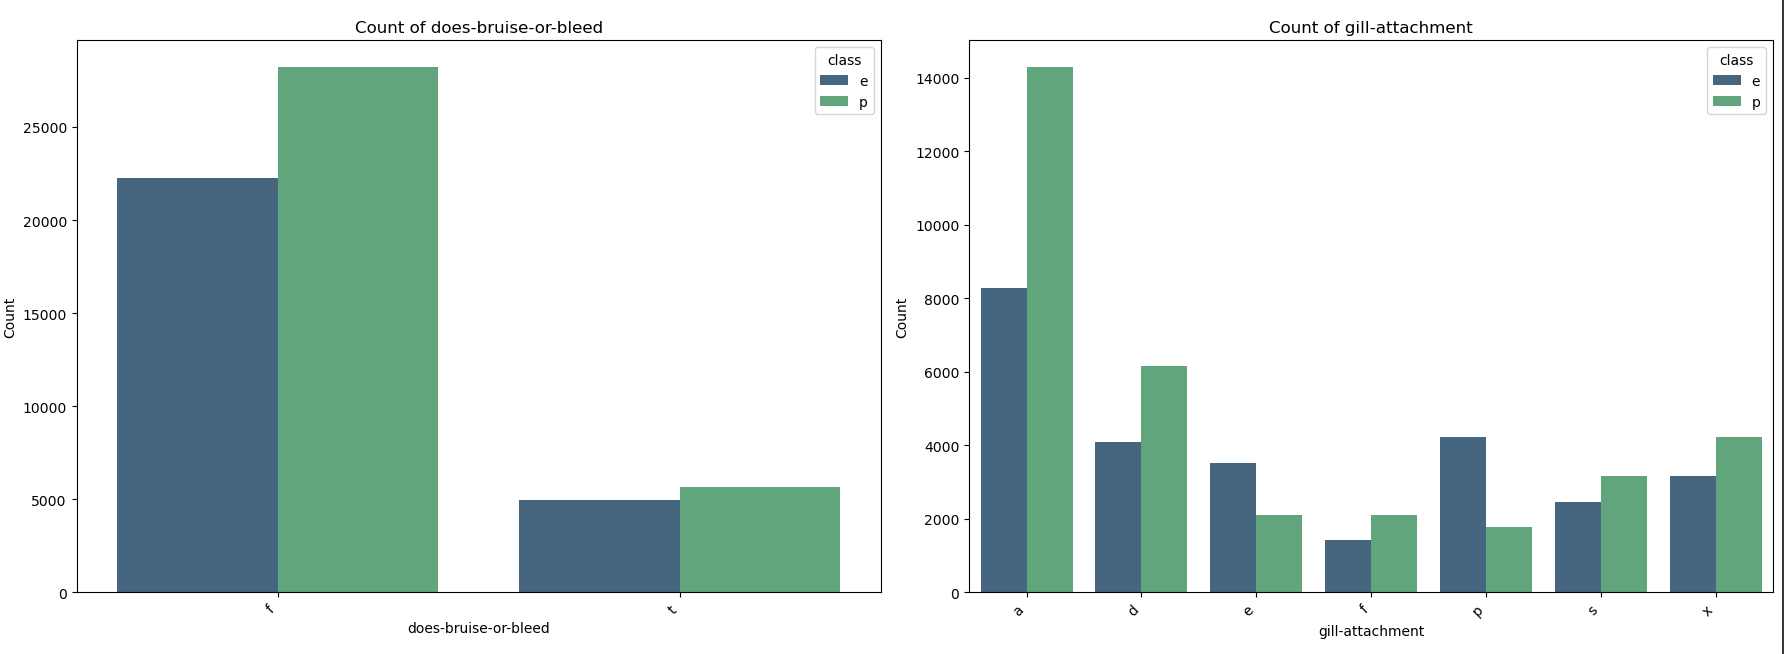 Count of does-bruise-or-bleed
class
e
p
25000
20000
15000
10000
5000
0
Count
f
t
does-bruise-or-bleed
Count of gill-attachment
class
e
p
14000
12000
10000
8000
6000
4000
2000
0
Count
a
d
e
f
p
s
x
gill-attachment